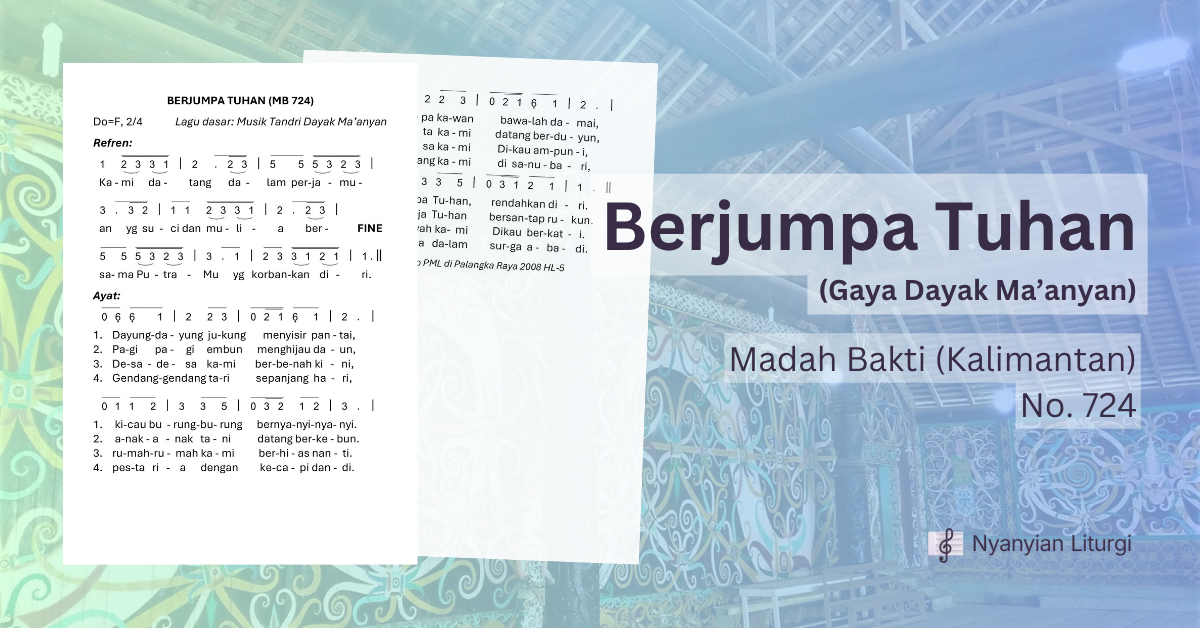 BERJUMPA TUHAN (MB 724)
Do=F, 2/4 Lagu dasar: Musik Tandri Dayak Ma’anyan
Refren:
1 2 3 3 1 | 2 . 2 3 | 5 5 5 3 2 3 |
Ka - mi da - tang da - lam per-ja - mu -
3 . 3 2 | 1 1 2 3 3 1 | 2 . 2 3 |
an yg su - ci dan mu - li - a ber - FINE
5 5 5 3 2 3 | 3 . 1 | 2 3 3 1 2 1 | 1 . ||
sa- ma Pu - tra - Mu yg korban-kan di - ri.
Ayat:
0 6̣ 6̣ 1 | 2 2 3 | 0 2 1 6̣ 1 | 2 . |
1. Dayung-da - yung ju-kung menyisir pan - tai,
2. Pa-gi pa - gi embun menghijau da - un,
3. De-sa - de - sa ka-mi ber-be-nah ki - ni,
4. Gendang-gendang ta-ri sepanjang ha - ri,
0 1 1 2 | 3 3 5 | 0 3 2 1 2 | 3 . |
1. ki-cau bu - rung-bu- rung bernya-nyi-nya- nyi.
2. a-nak - a - nak ta - ni datang ber-ke - bun.
3. ru-mah-ru - mah ka - mi ber-hi - as nan - ti.
4. pes-ta ri - a dengan ke-ca - pi dan - di.
2 2 3 | 0 2 1 6̣ 1 | 2 . |
pa ka-wan bawa-lah da - mai,
ta ka - mi datang ber-du - yun,
sa ka - mi Di-kau am-pun - i,
ang ka - mi di sa-nu - ba - ri,
3 3 5 | 0 3 1 2 1 | 1 . ||
pa Tu-han, rendahkan di - ri.
ja Tu-han bersan-tap ru - kun.
ah ka - mi Dikau ber-kat - i.
a da-lam sur-ga a - ba - di.
PML di Palangka Raya 2008 HL-5
Berjumpa Tuhan
(Gaya Dayak Ma’anyan)
Madah Bakti (Kalimantan)
No. 724
Nyanyian Liturgi